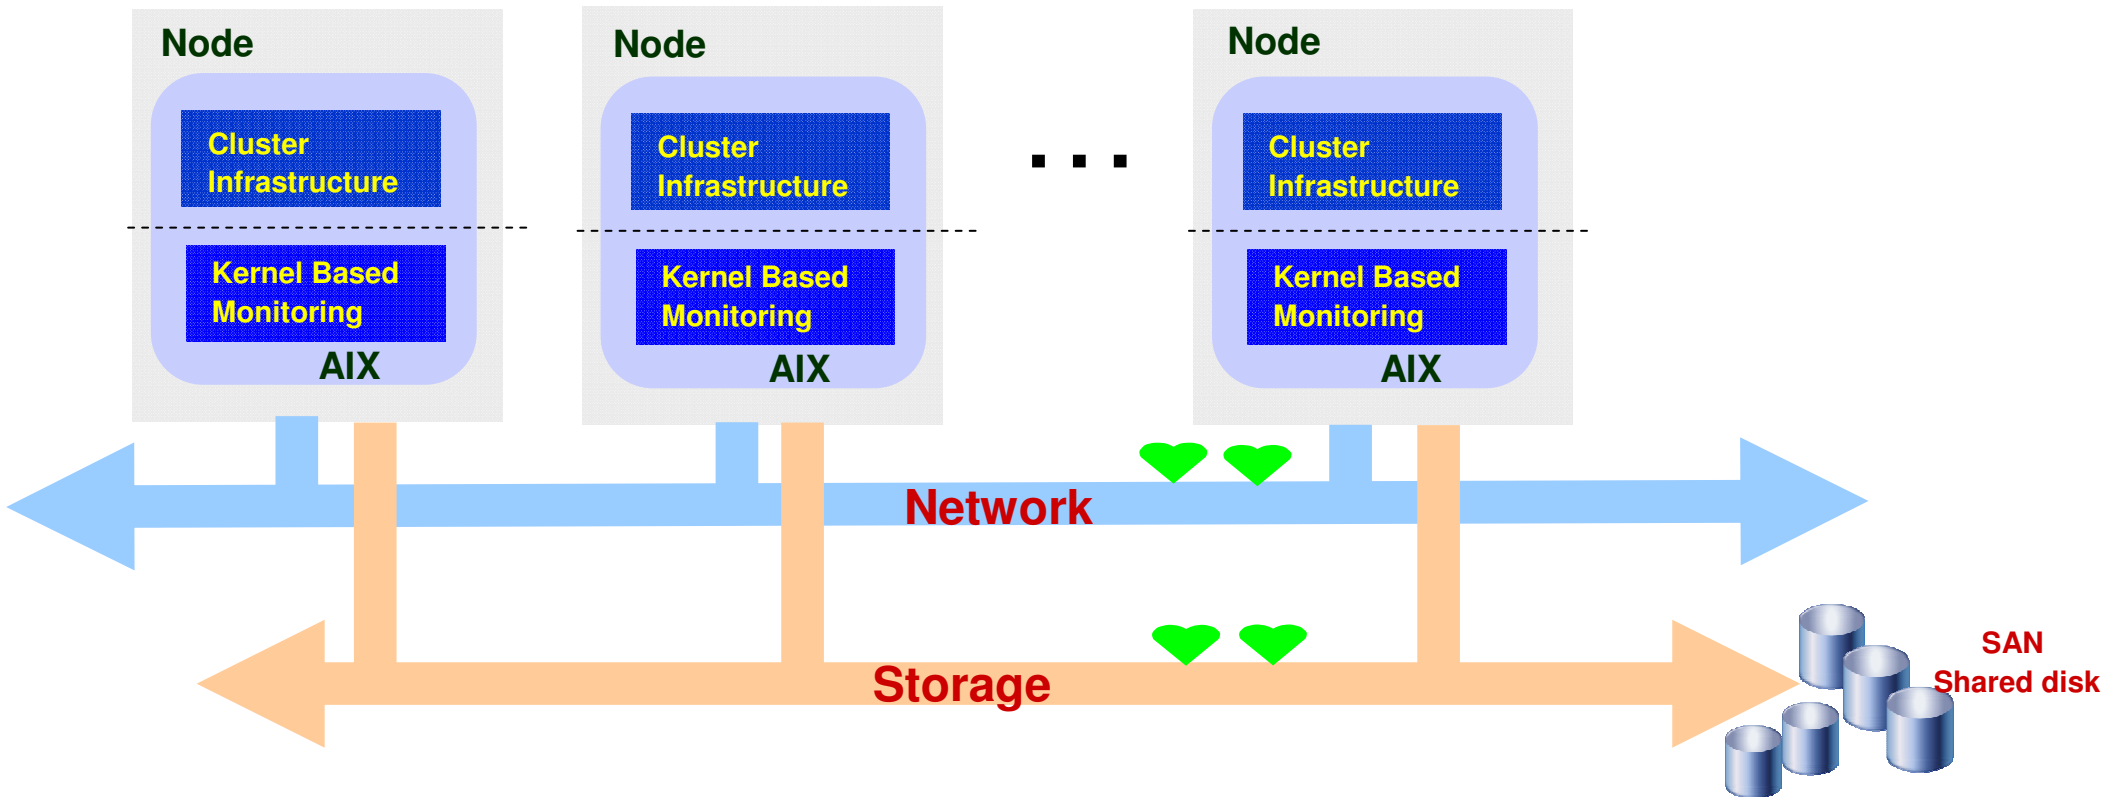 Node
Cluster
Infrastructure
Kernel Based
Monitoring
AIX
Node
Cluster
Infrastructure
Kernel Based
Monitoring
AIX
...
Node
Cluster
Infrastructure
Kernel Based
Monitoring
AIX
Network
Storage
SAN
Shared disk